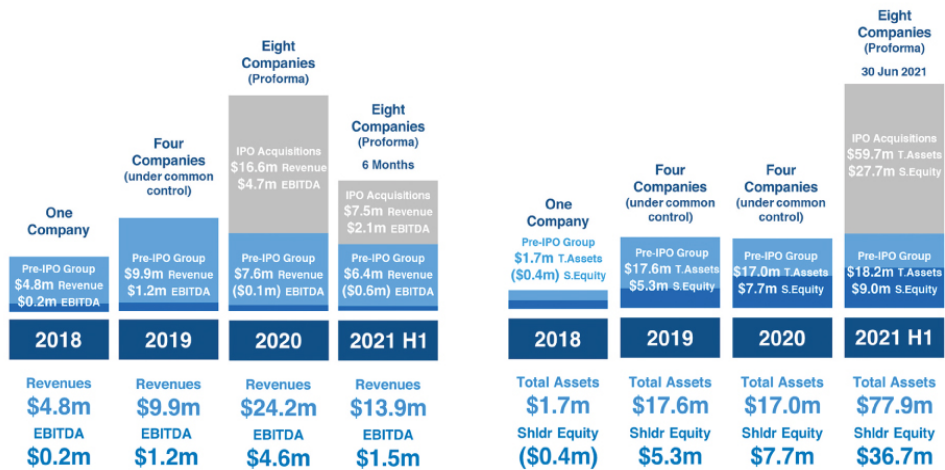 One
Company
Pre-IPO Group
$4.8m Revenue
$0.2m EBITDA
2018
Revenues
$4.8m
EBITDA
$0.2m
Four
Companies
(under common
control)
Pre-IPO Group
$9.9m Revenue
$1.2m EBITDA
2019
Revenues
$9.9m
EBITDA
$1.2m
Eight
Companies
(Proforma)
IPO Acquisitions
$16.6m Revenue
$4.7m EBITDA
Pre-IPO Group
$7.6m Revenue
($0.1m) EBITDA
2020
Revenues
$24.2m
EBITDA
$4.6m
Eight
Companies
(Proforma)
6 Months
IPO Acquisitions
$7.5m Revenue
$2.1m EBITDA
Pre-IPO Group
$6.4m Revenue
($0.6m) EBITDA
2021 H1
Revenues
$13.9m
EBITDA
$1.5m
One
Company
Pre-IPO Group
$1.7m T.Assets
($0.4m) S.Equity
2018
Total Assets
$1.7m
Shldr Equity
($0.4m)
Four
Companies
(under common
control)
Pre-IPO Group
$17.6m T.Assets
$5.3m S.Equity
2019
Total Assets
$17.6m
Shldr Equity
$5.3m
Four
Companies
(under common
control)
Pre-IPO Group
$17.0m T.Assets
$7.7m S.Equity
2020
Total Assets
$17.0m
Shldr Equity
$7.7m
Eight
Companies
(Proforma)
30 Jun 2021
IPO Acquisitions
$59.7m T.Assets
$27.7m S.Equity
Pre-IPO Group
$18.2m T.Assets
$9.0m S.Equity
2021 H1
Total Assets
$77.9m
Shldr Equity
$36.7m